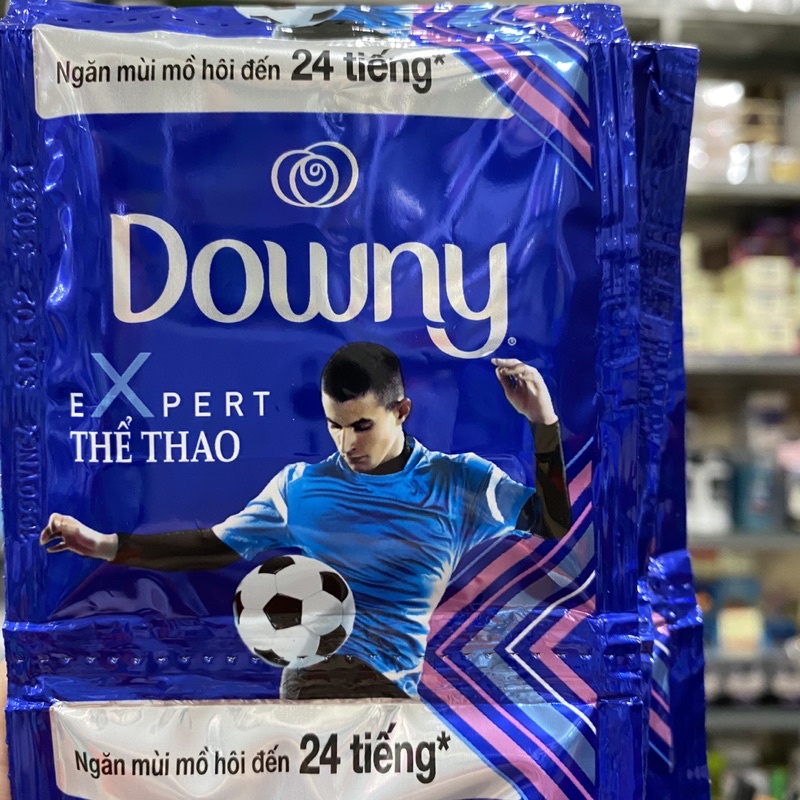 Ngăn mùi mồ hôi đến 24 tiếng*
Downy®
EXPERT
THỂ THAO
Ngăn mùi mồ hôi đến 24 tiếng*